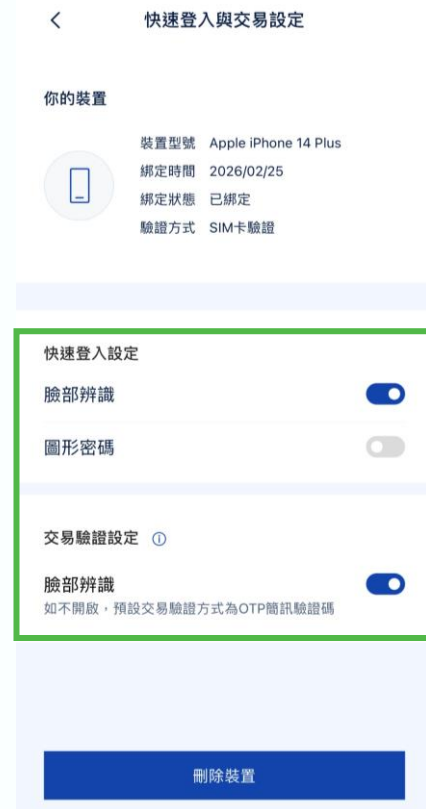 快速登入與交易設定
你的裝置
裝置型號 Apple iPhone 14 Plus
綁定時間 2026/02/25
綁定狀態 已綁定
驗證方式 SIM卡驗證
快速登入設定
臉部辨識
圖形密碼
交易驗證設定
臉部辨識
如不開啟，預設交易驗證方式為OTP簡訊驗證碼
刪除裝置